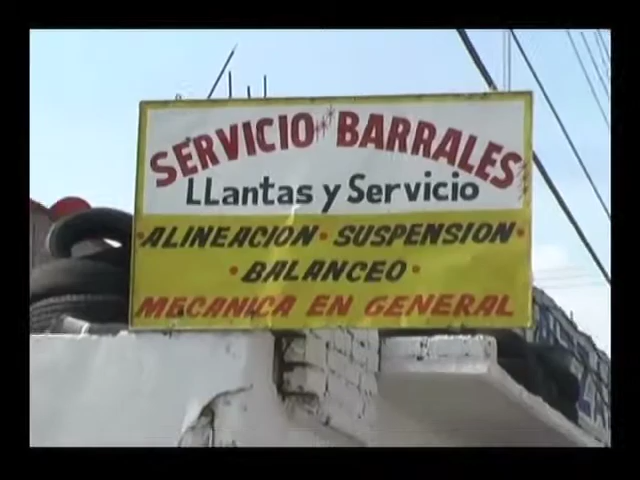 SERVICIO BARRALES
LLantas y Servicio
·ALINEACION·SUSPENSION·
·BALANCEO·
MECANICA EN GENERAL